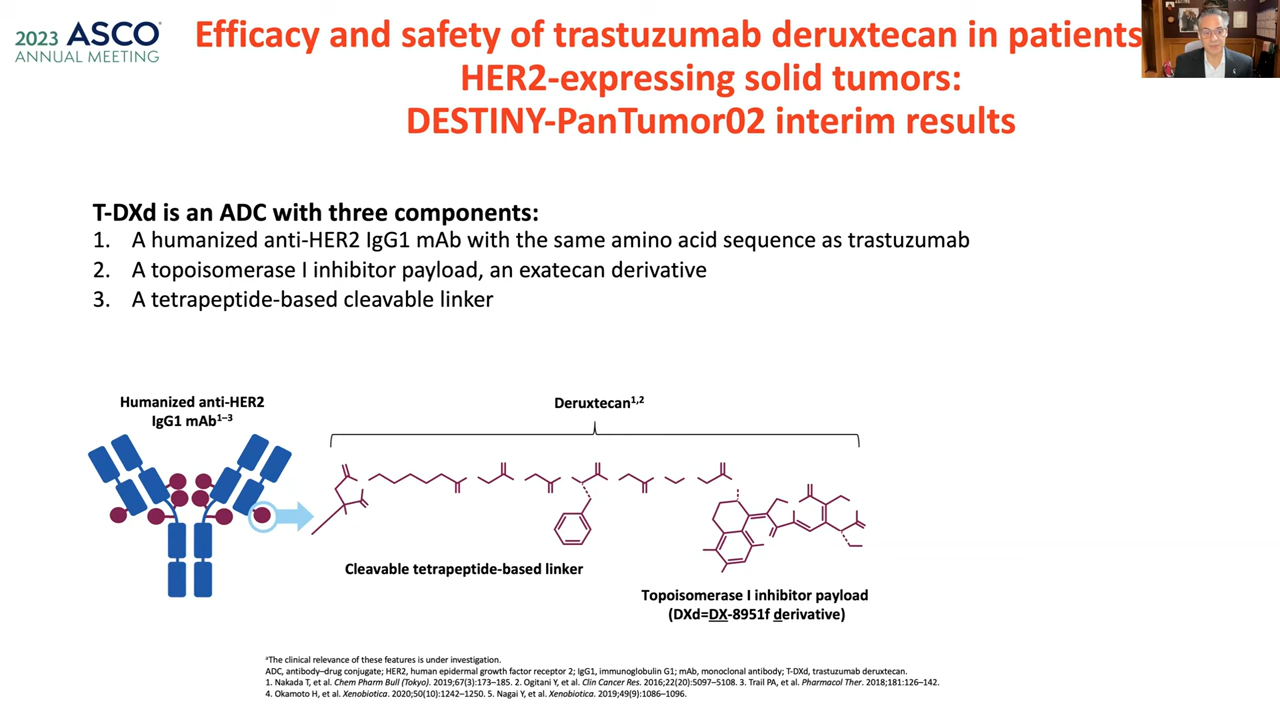 2023 ASCO
ANNUAL MEETING
Efficacy and safety of trastuzumab deruxtecan in patients
HER2-expressing solid tumors:
DESTINY-PanTumor02 interim results
T-DXd is an ADC with three components:
1. A humanized anti-HER2 IgG1 mAb with the same amino acid sequence as trastuzumab
2. A topoisomerase I inhibitor payload, an exatecan derivative
3. A tetrapeptide-based cleavable linker
Humanized anti-HER2
IgG1 mAb¹⁻³
Deruxtecan¹,²
Cleavable tetrapeptide-based linker
Topoisomerase I inhibitor payload
(DXd=DX-8951f derivative)
ᵃThe clinical relevance of these features is under investigation.
ADC, antibody–drug conjugate; HER2, human epidermal growth factor receptor 2; IgG1, immunoglobulin G1; mAb, monoclonal antibody; T-DXd, trastuzumab deruxtecan.
1. Nakada T, et al. Chem Pharm Bull (Tokyo). 2019;67(3):173–185. 2. Ogitani Y, et al. Clin Cancer Res. 2016;22(20):5097–5108. 3. Trail PA, et al. Pharmacol Ther. 2018;181:126–142.
4. Okamoto H, et al. Xenobiotica. 2020;50(10):1242–1250. 5. Nagai Y, et al. Xenobiotica. 2019;49(9):1086–1096.